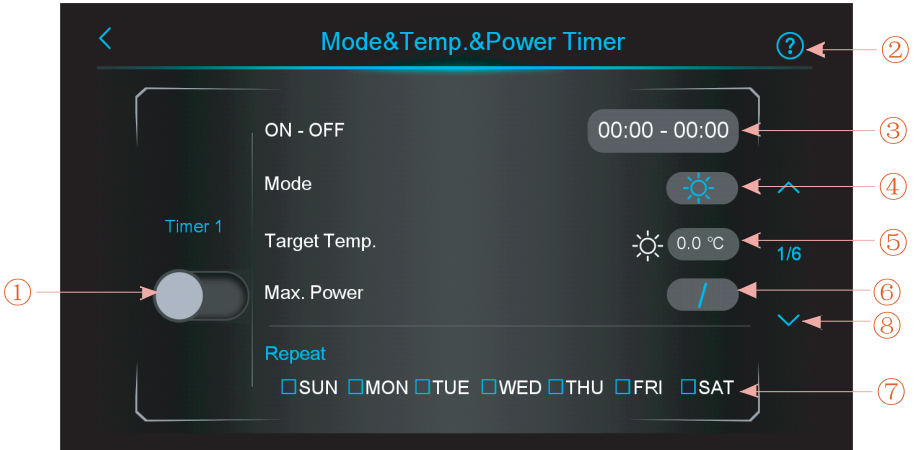 Mode&Temp.&Power Timer
? ②
ON - OFF 00:00 - 00:00 ③
Mode ④
Timer 1
Target Temp. 0.0 ℃ ⑤
1/6
① Max. Power / ⑥
⑧
Repeat
SUN MON TUE WED THU FRI SAT ⑦